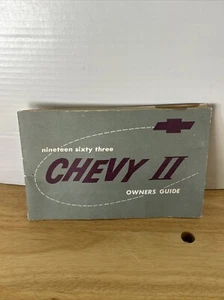 nineteen sixty three
CHEVY II
OWNERS GUIDE